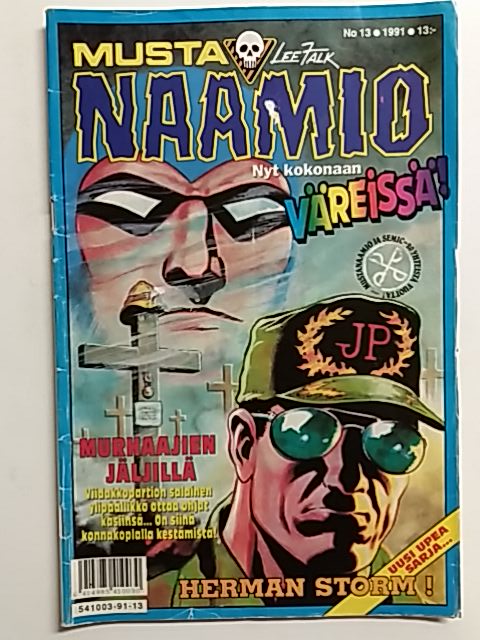 No 13 ● 1991 ● 13:-
MUSTA
LEE FALK
NAAMIO
Nyt kokonaan
VÄREISSÄ!
JP
MURHAAJIEN
JÄLJILLÄ
Viidakkopartion salainen
ylipäällikkö ottaa ohjat
käsiinsä... On siinä
konnakopialla kestämistä!
UUSI UPEA
SARJA...
HERMAN STORM !
541003-91-13